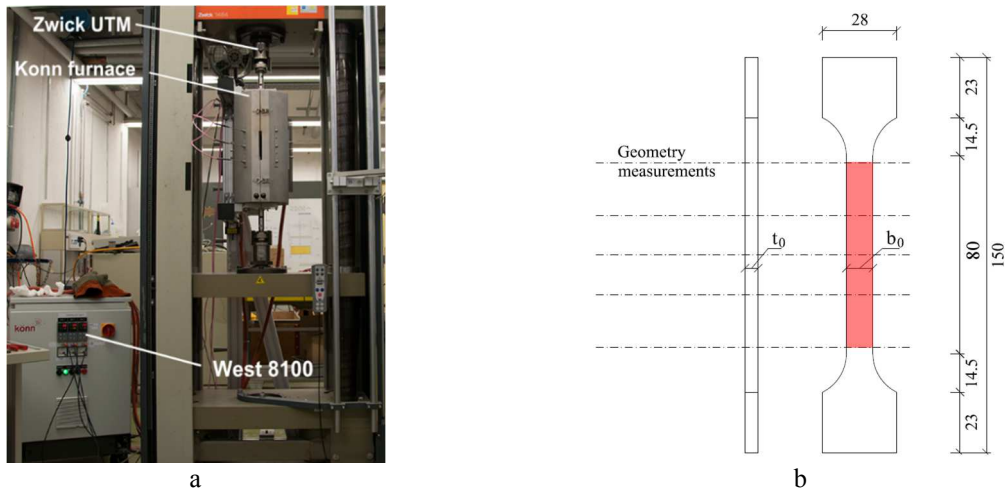 Zwick UTM
Konn furnace
konn
West 8100
a
28
23
14.5
Geometry
measurements
t0
b0
80
150
14.5
23
b